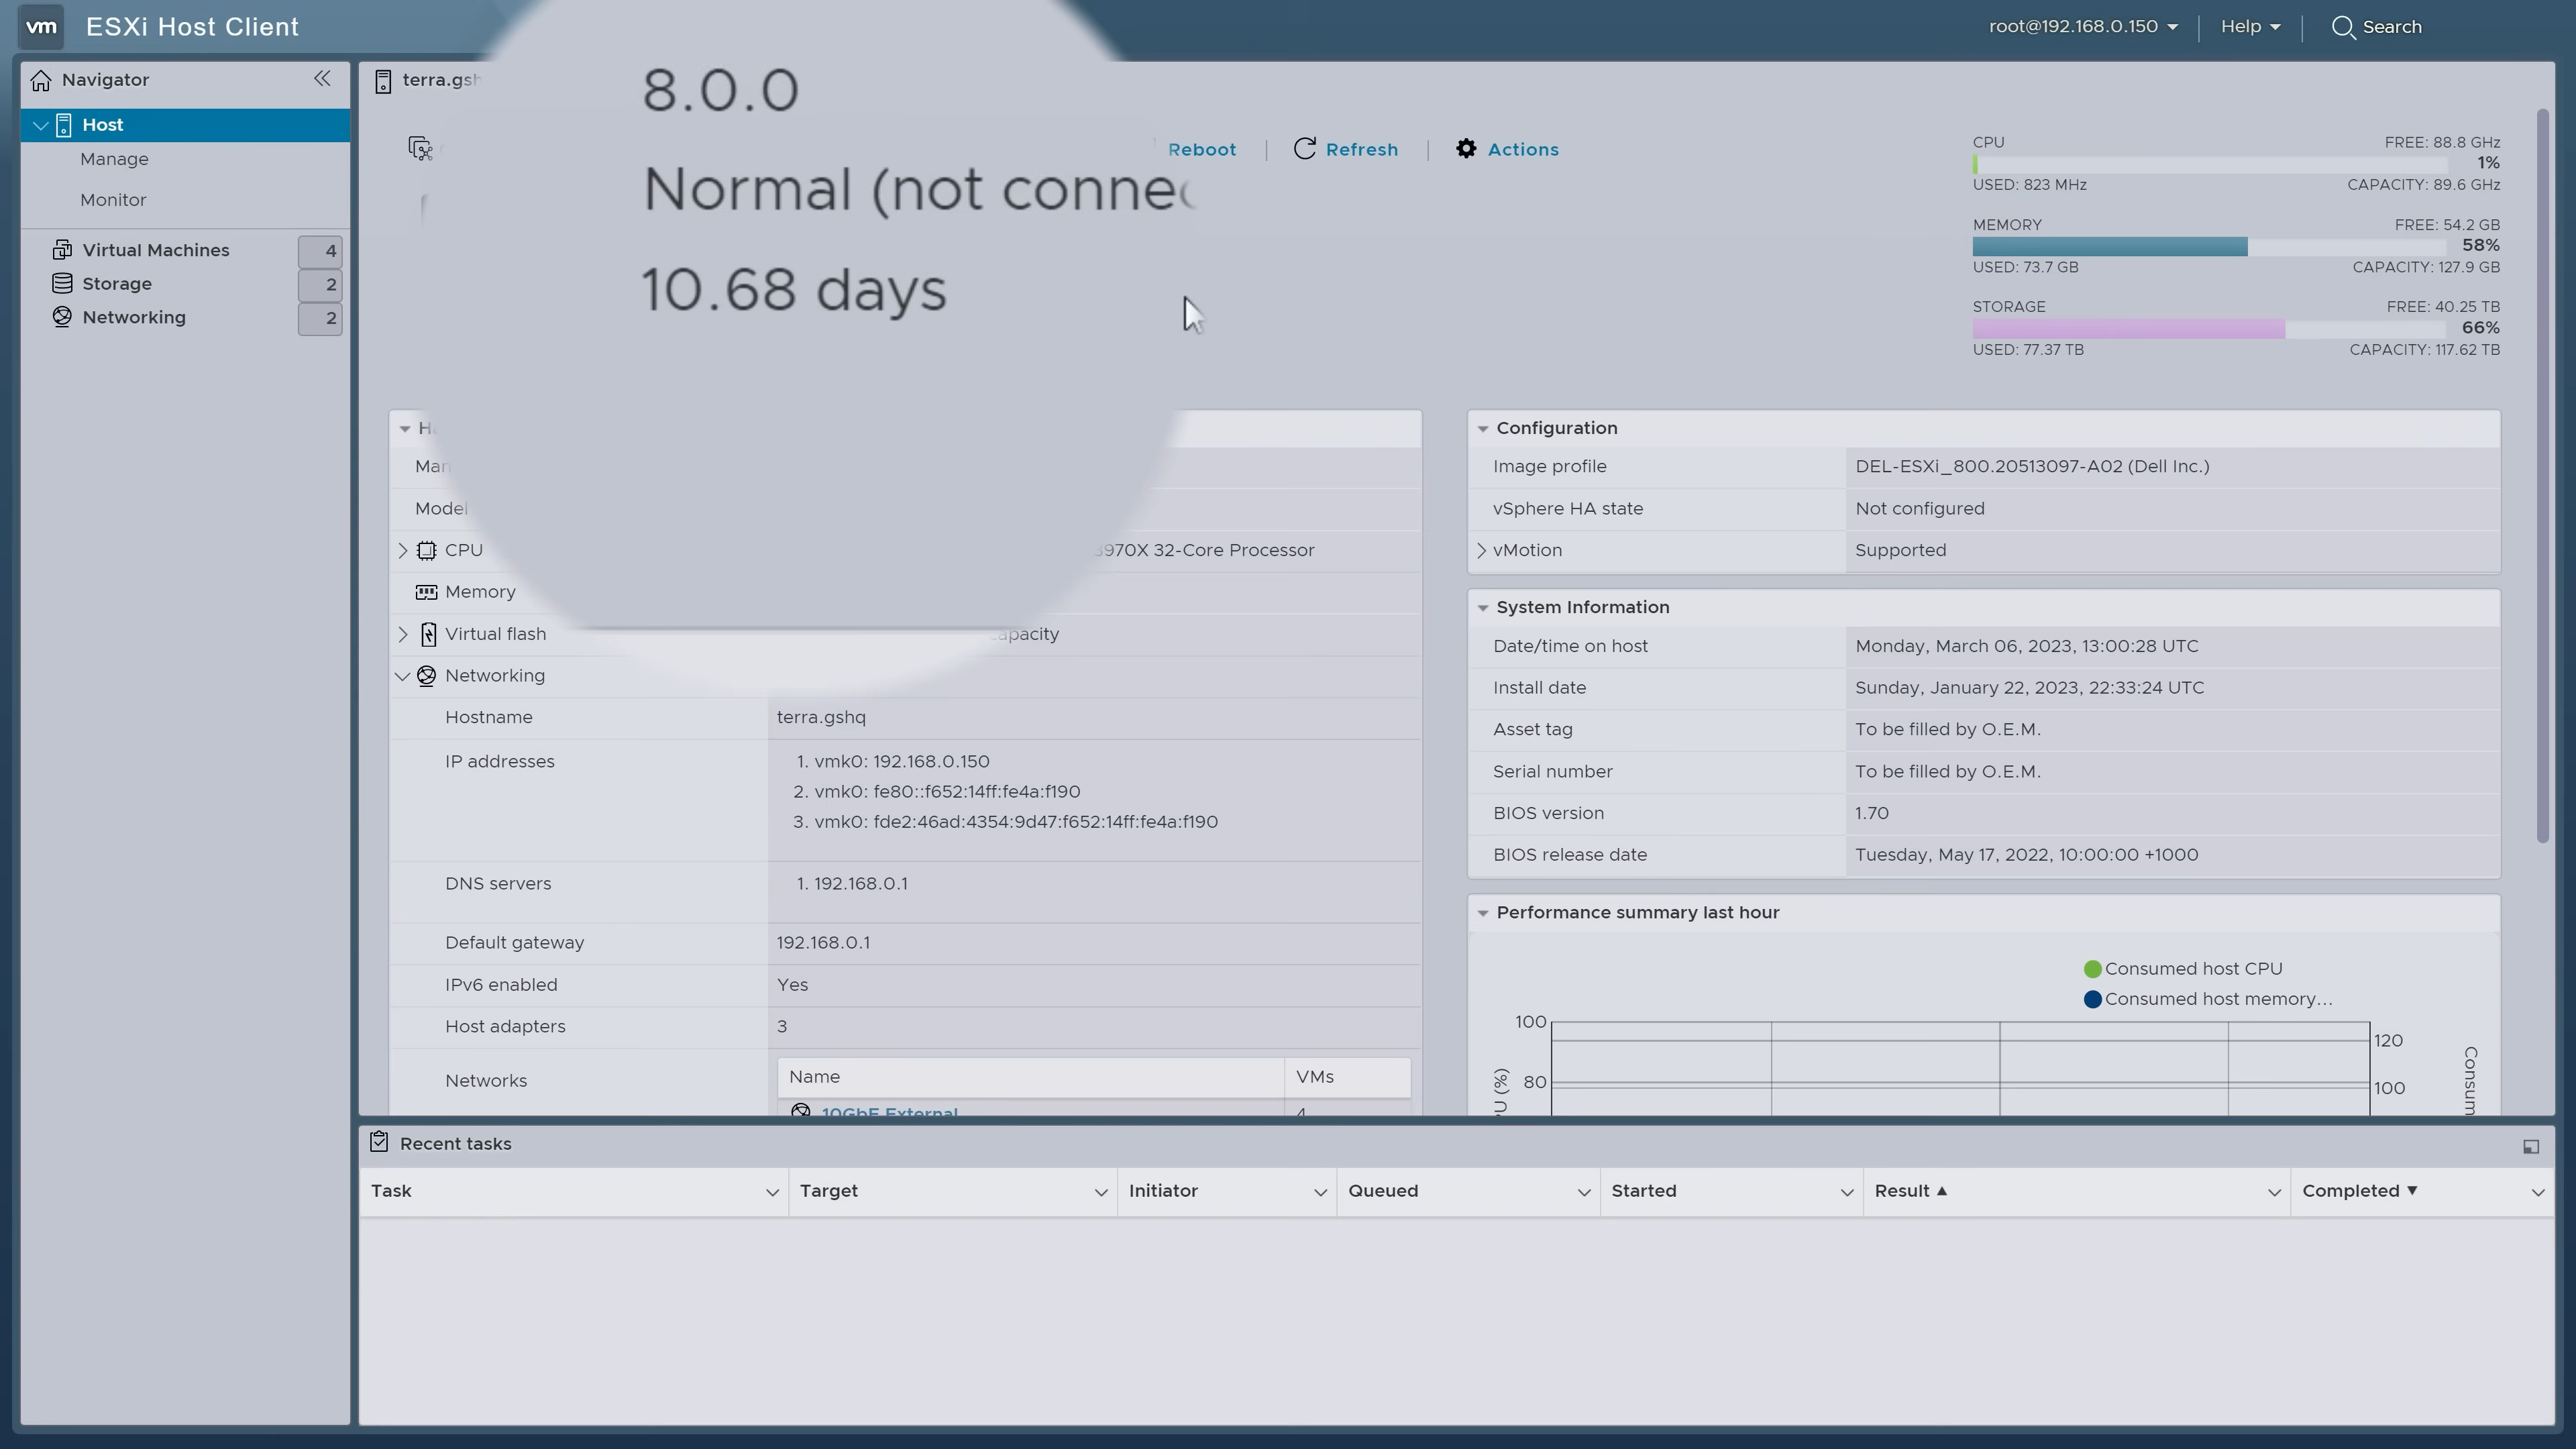 vm ESXi Host Client
root@192.168.0.150
Help
Search
Navigator
Host
Manage
Monitor
Virtual Machines 4
Storage 2
Networking 2
8.0.0
Normal (not
10.68 days
Reboot
Refresh
Actions
CPU FREE: 88.8 GHz
1%
USED: 823 MHz CAPACITY: 89.6 GHz
MEMORY FREE: 54.2 GB
58%
USED: 73.7 GB CAPACITY: 127.9 GB
STORAGE FREE: 40.25 TB
66%
USED: 77.37 TB CAPACITY: 117.62 TB
Model
CPU 3970X 32-Core Processor
Memory
Virtual flash capacity
Networking
Hostname terra.gshq
IP addresses 1. vmk0: 192.168.0.150
2. vmk0: fe80::f652:14ff:fe4a:f190
3. vmk0: fde2:46ad:4354:9d47:f652:14ff:fe4a:f190
DNS servers 1. 192.168.0.1
Default gateway 192.168.0.1
IPv6 enabled Yes
Host adapters 3
Networks Name VMs
10GbE External 4
Configuration
Image profile DEL-ESXi_800.20513097-A02 (Dell Inc.)
vSphere HA state Not configured
vMotion Supported
System Information
Date/time on host Monday, March 06, 2023, 13:00:28 UTC
Install date Sunday, January 22, 2023, 22:33:24 UTC
Asset tag To be filled by O.E.M.
Serial number To be filled by O.E.M.
BIOS version 1.70
BIOS release date Tuesday, May 17, 2022, 10:00:00 +1000
Performance summary last hour
Consumed host CPU
Consumed host memory...
100
120
80
100
(%)
Recent tasks
Task Target Initiator Queued Started Result ▲ Completed ▼